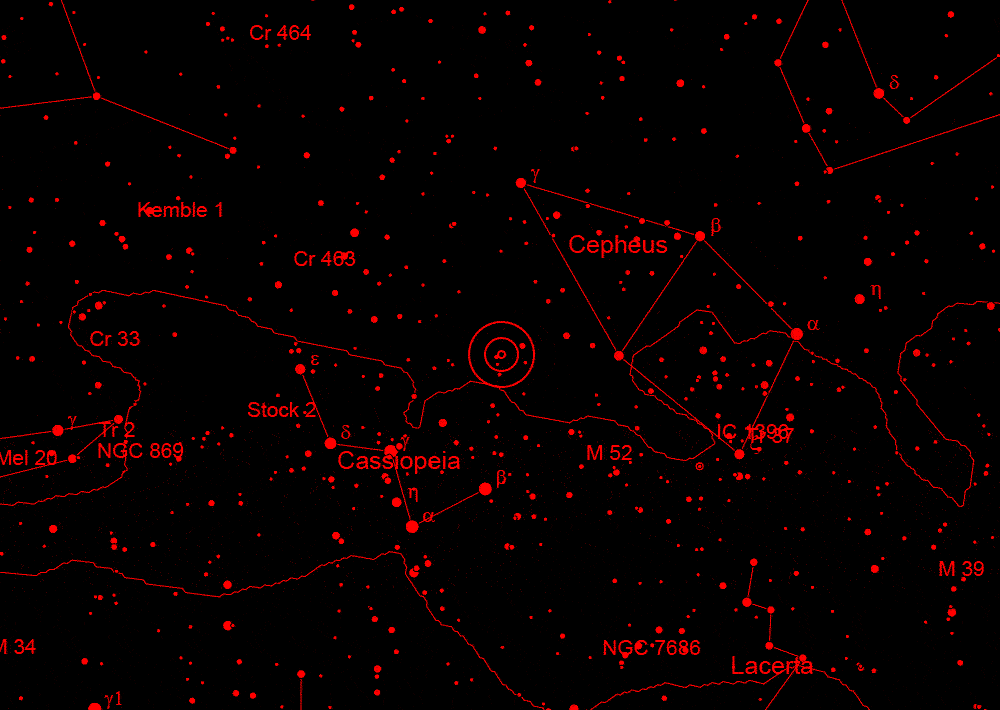 Cr 464
δ
γ
Kemble 1
β
Cepheus
Cr 463
η
α
Cr 33
ε
Stock 2
γ
Tr 2
δ
γ
IC 1396
NGC 869
M 52
Mel 20
Cassiopeia
β
η
α
M 39
M 34
NGC 7686
Lacerta
γ1